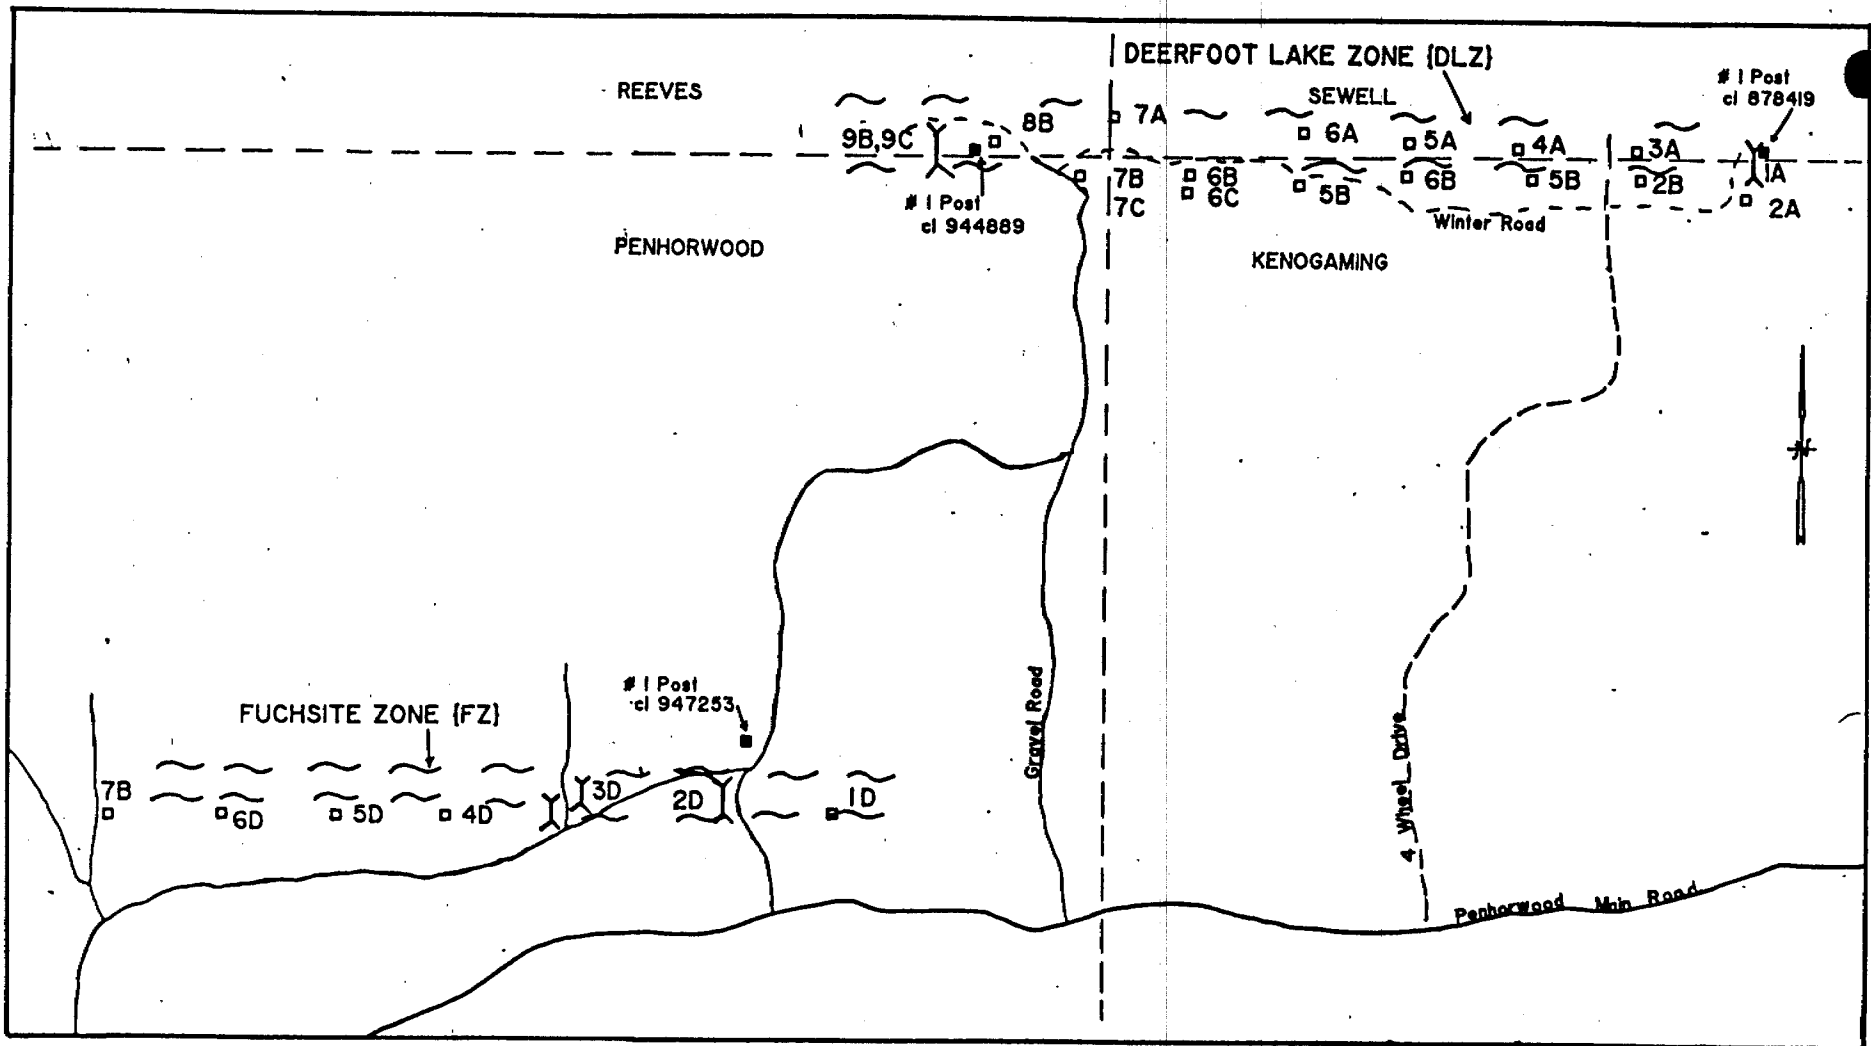 DEERFOOT LAKE ZONE {DLZ}
REEVES
SEWELL
# 1 Post
cl 878419
9B,9C
8B
7A
6A
5A
4A
3A
1A
7B
7C
6B
6C
5B
6B
5B
2B
2A
# 1 Post
cl 944889
Winter Road
PENHORWOOD
KENOGAMING
N
# 1 Post
cl 947253
FUCHSITE ZONE {FZ}
Gravel Road
4 Wheel Drive
7B
6D
5D
4D
3D
2D
1D
Penhorwood Main Road